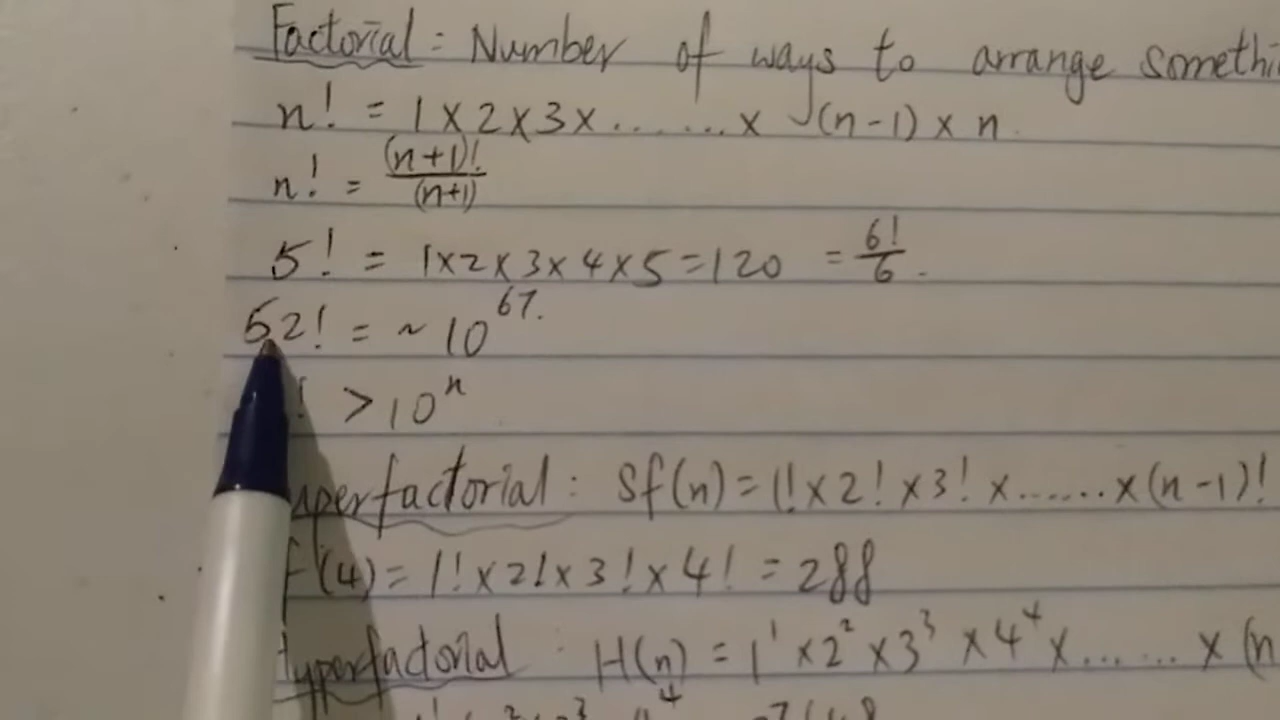 Factorial : Number of ways to arrange somethi
n! = 1 x 2 x 3 x ....... x (n-1) x n
n! = (n+1)! / (n+1)
5! = 1x2x3x4x5 = 120 = 6! / 6.
52! = ~ 10^67.
! > 10^n
uperfactorial : Sf(n) = 1! x 2! x 3! x ...... x (n-1)!
f(4) = 1! x 2! x 3! x 4! = 288
Hyperfactorial : H(n) = 1^1 x 2^2 x 3^3 x 4^4 x ...... x (n